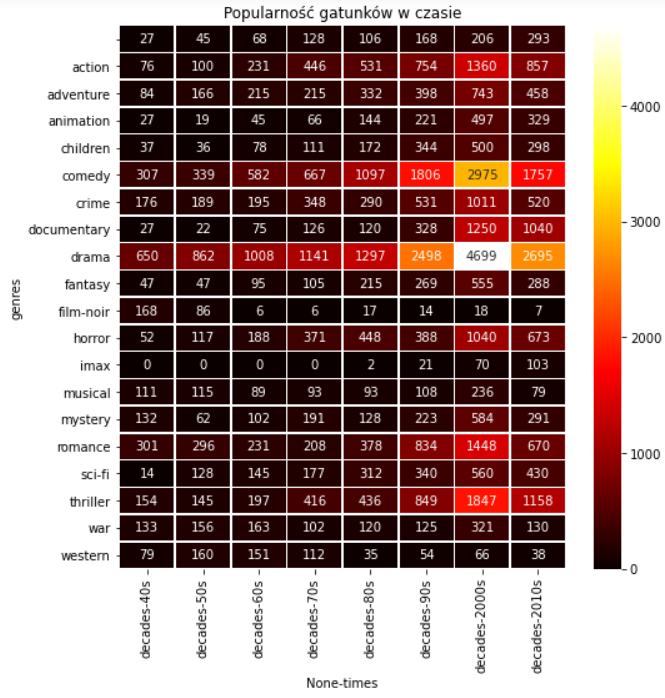 Popularność gatunków w czasie
27 45 68 128 106 168 206 293
action 76 100 231 446 531 754 1360 857
adventure 84 166 215 215 332 398 743 458
animation 27 19 45 66 144 221 497 329
children 37 36 78 111 172 344 500 298
comedy 307 339 582 667 1097 1806 2975 1757
crime 176 189 195 348 290 531 1011 520
documentary 27 22 75 126 120 328 1250 1040
drama 650 862 1008 1141 1297 2498 4699 2695
fantasy 47 47 95 105 215 269 555 288
film-noir 168 86 6 6 17 14 18 7
horror 52 117 188 371 448 388 1040 673
imax 0 0 0 0 2 21 70 103
musical 111 115 89 93 93 108 236 79
mystery 132 62 102 191 128 223 584 291
romance 301 296 231 208 378 834 1448 670
sci-fi 14 128 145 177 312 340 560 430
thriller 154 145 197 416 436 849 1847 1158
war 133 156 163 102 120 125 321 130
western 79 160 151 112 35 54 66 38
genres
decades-40s
decades-50s
decades-60s
decades-70s
decades-80s
decades-90s
decades-2000s
decades-2010s
None-times
4000
3000
2000
1000
0